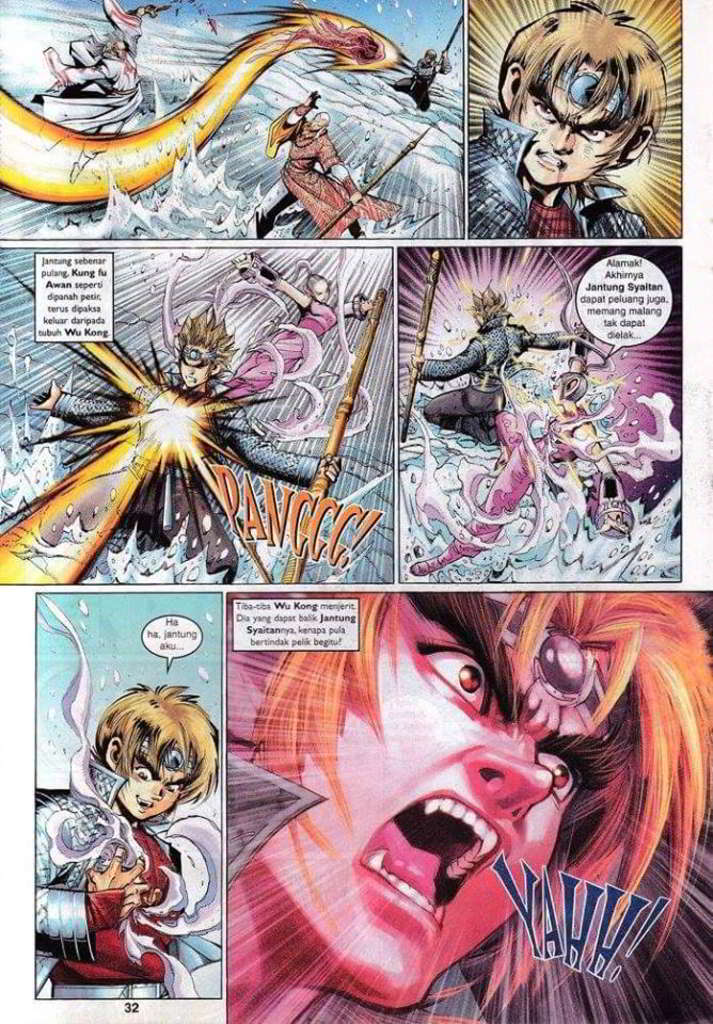 Jantung sebenar
pulang, Kung fu
Awan seperti
dipanah petir,
terus dipaksa
keluar daripada
tubuh Wu Kong.
Alamak!
Akhirnya
Jantung Syaitan
dapat peluang juga,
memang malang
tak dapat
dielak...
PANGGG!
Ha
ha, jantung
aku...
Tiba-tiba Wu Kong menjerit.
Dia yang dapat balik Jantung
Syaitannya, kenapa pula
bertindak pelik begitu?
YAHH!
32